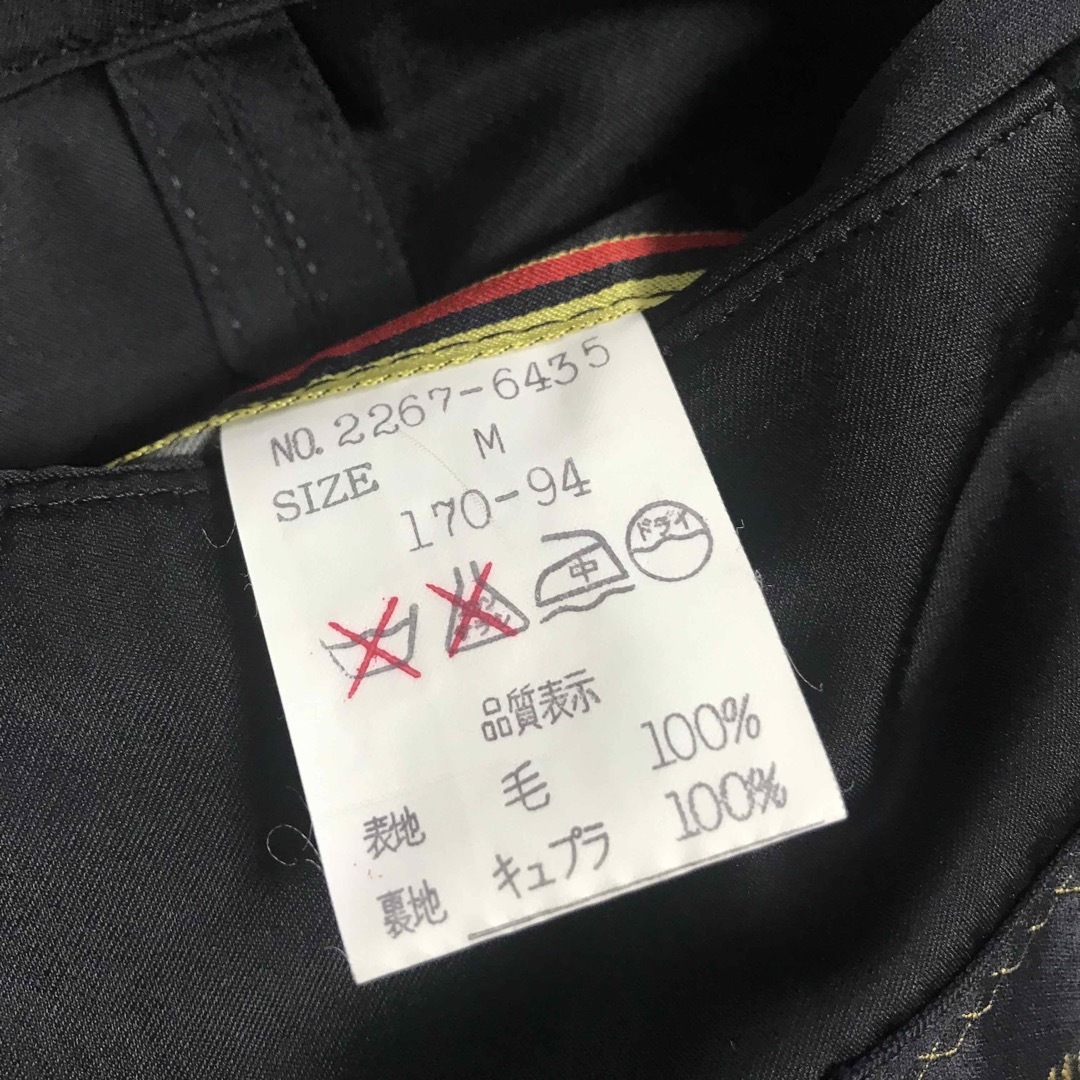 NO. 2267-6435
SIZE M
170-94
中 ドライ
品質表示
表地 毛 100%
裏地 キュプラ 100%